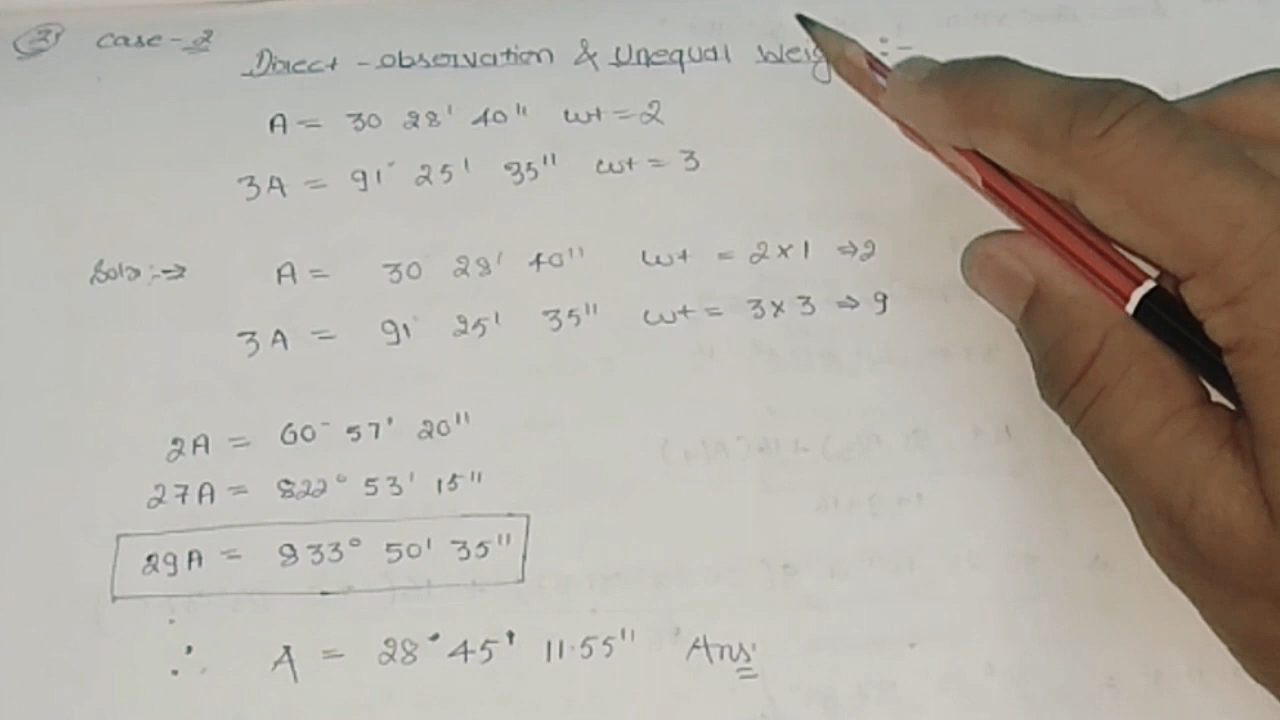 2) Case-2
Direct-observation & Unequal Weig :-
A = 30 28' 40" wt = 2
3A = 91° 25' 35" wt = 3
Soln :→ A = 30 28' 40" wt = 2×1 ⇒ 2
3A = 91° 25' 35" wt = 3×3 ⇒ 9
2A = 60° 57' 20"
27A = 822° 53' 15"
29A = 833° 50' 35"
∴ A = 28° 45' 11.55" Ans